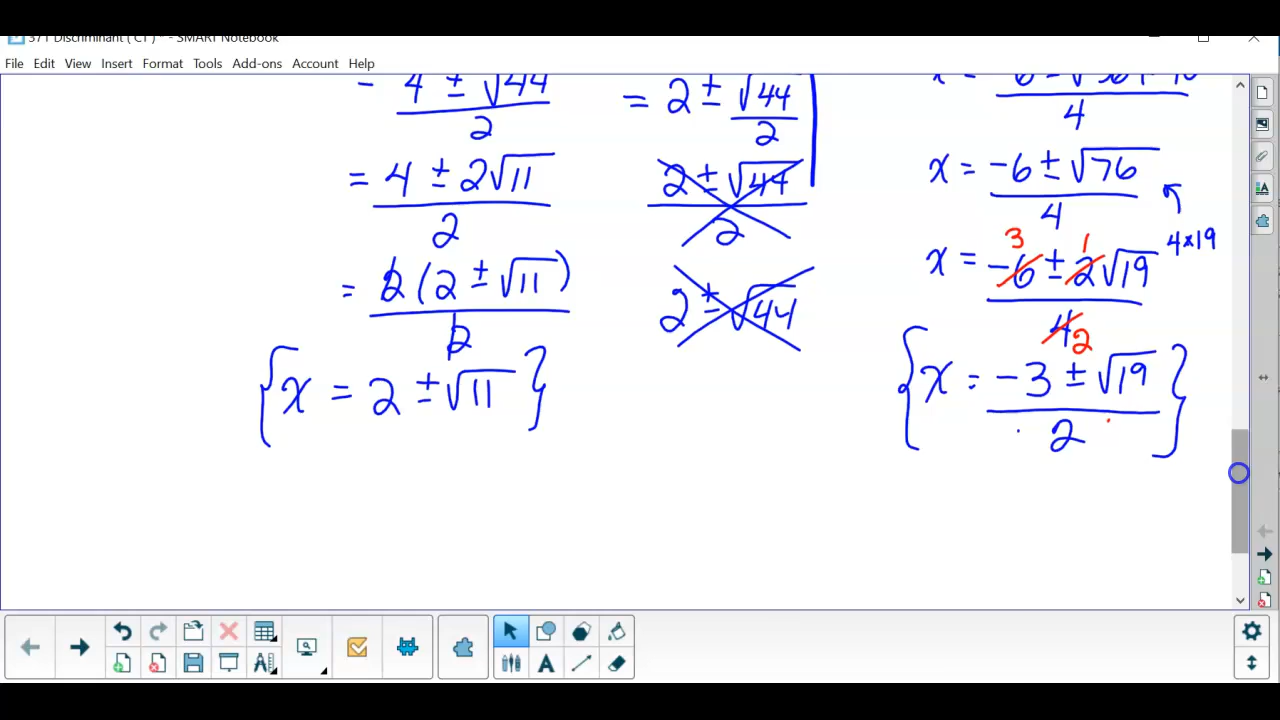 371 Discriminant ( CT ) * - SMART Notebook
File Edit View Insert Format Tools Add-ons Account Help
4 ± √44
2
= 4 ± 2√11
2
= 2 (2 ± √11)
2
{x = 2 ± √11}
= 2 ± √44
2
2 ± √44
2
2 ± √44
4
x = -6 ± √76
4
4×19
3 1
x = -6 ± 2√19
4 2
{x = -3 ± √19}
2
A